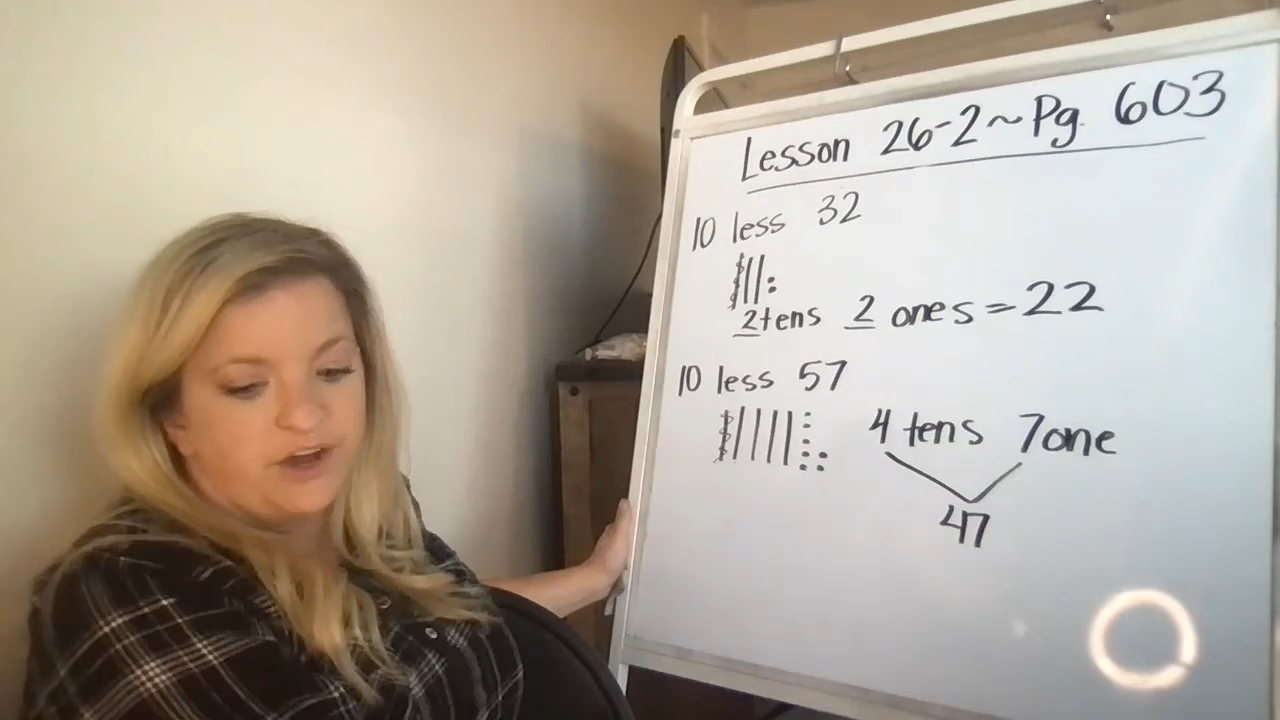 Lesson 26-2~Pg. 603
10 less 32
2 tens 2 ones = 22
10 less 57
4 tens 7 one
47